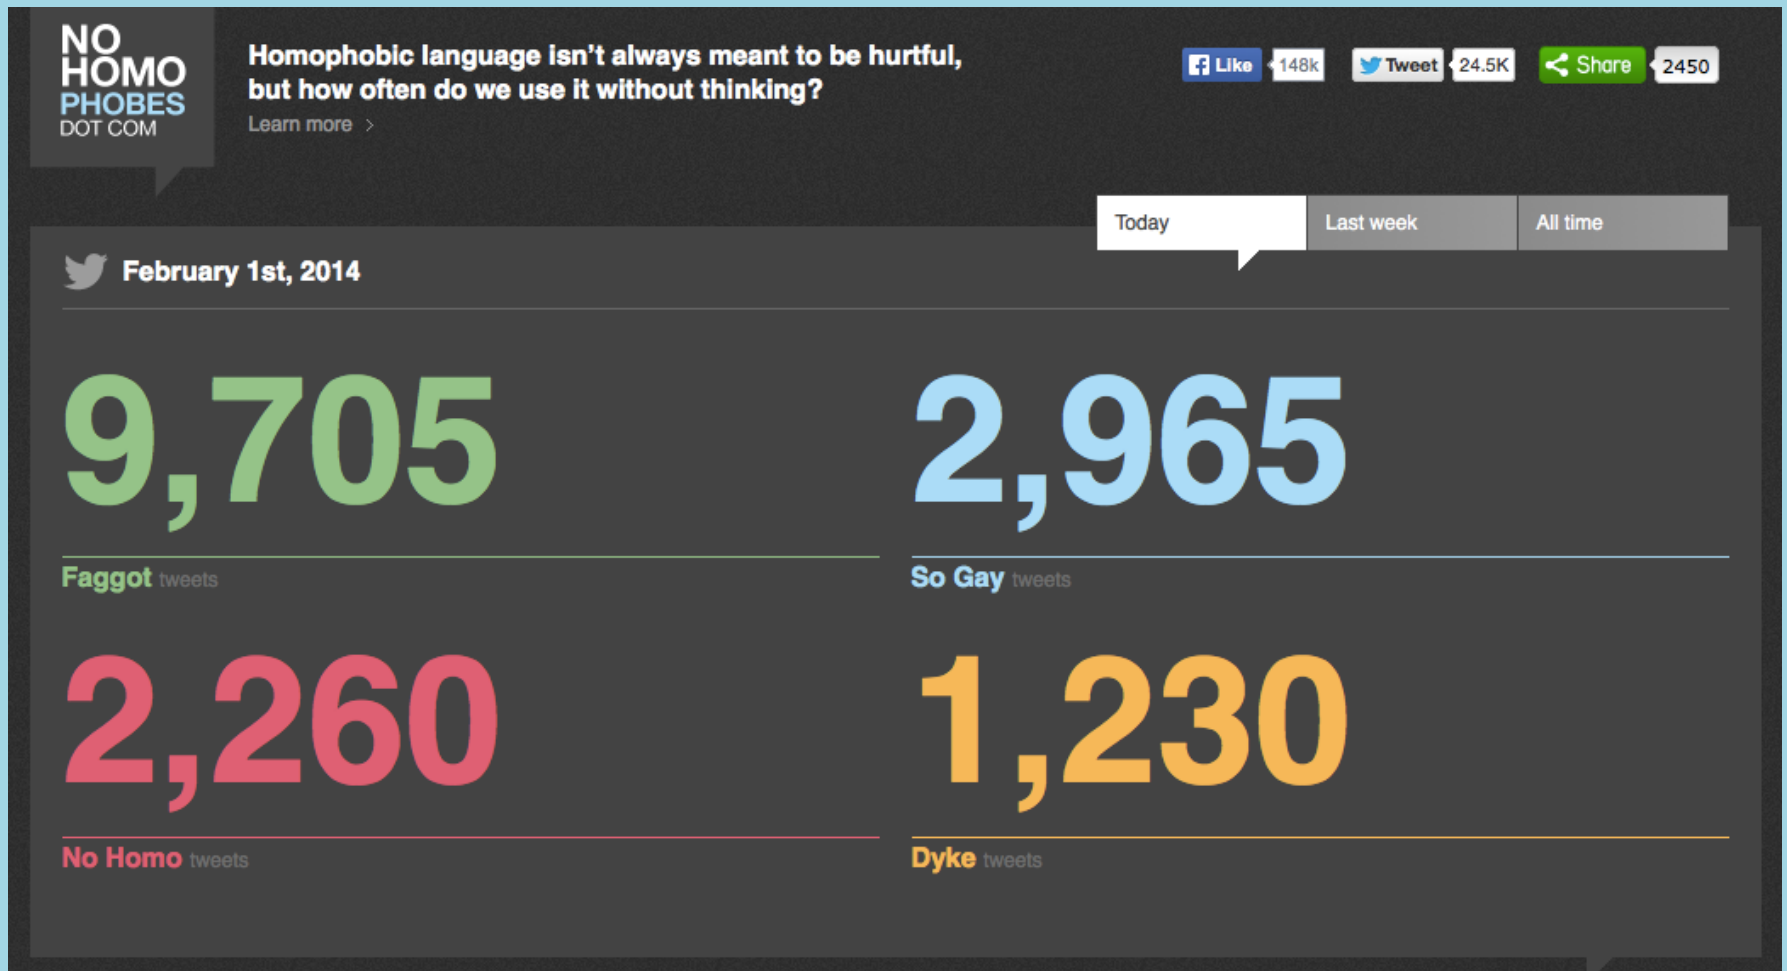 NO
HOMO
PHOBES
DOT COM
Homophobic language isn't always meant to be hurtful,
but how often do we use it without thinking?
Learn more >
Like 148k Tweet 24.5K Share 2450
Today Last week All time
February 1st, 2014
9,705
Faggot tweets
2,965
So Gay tweets
2,260
No Homo tweets
1,230
Dyke tweets